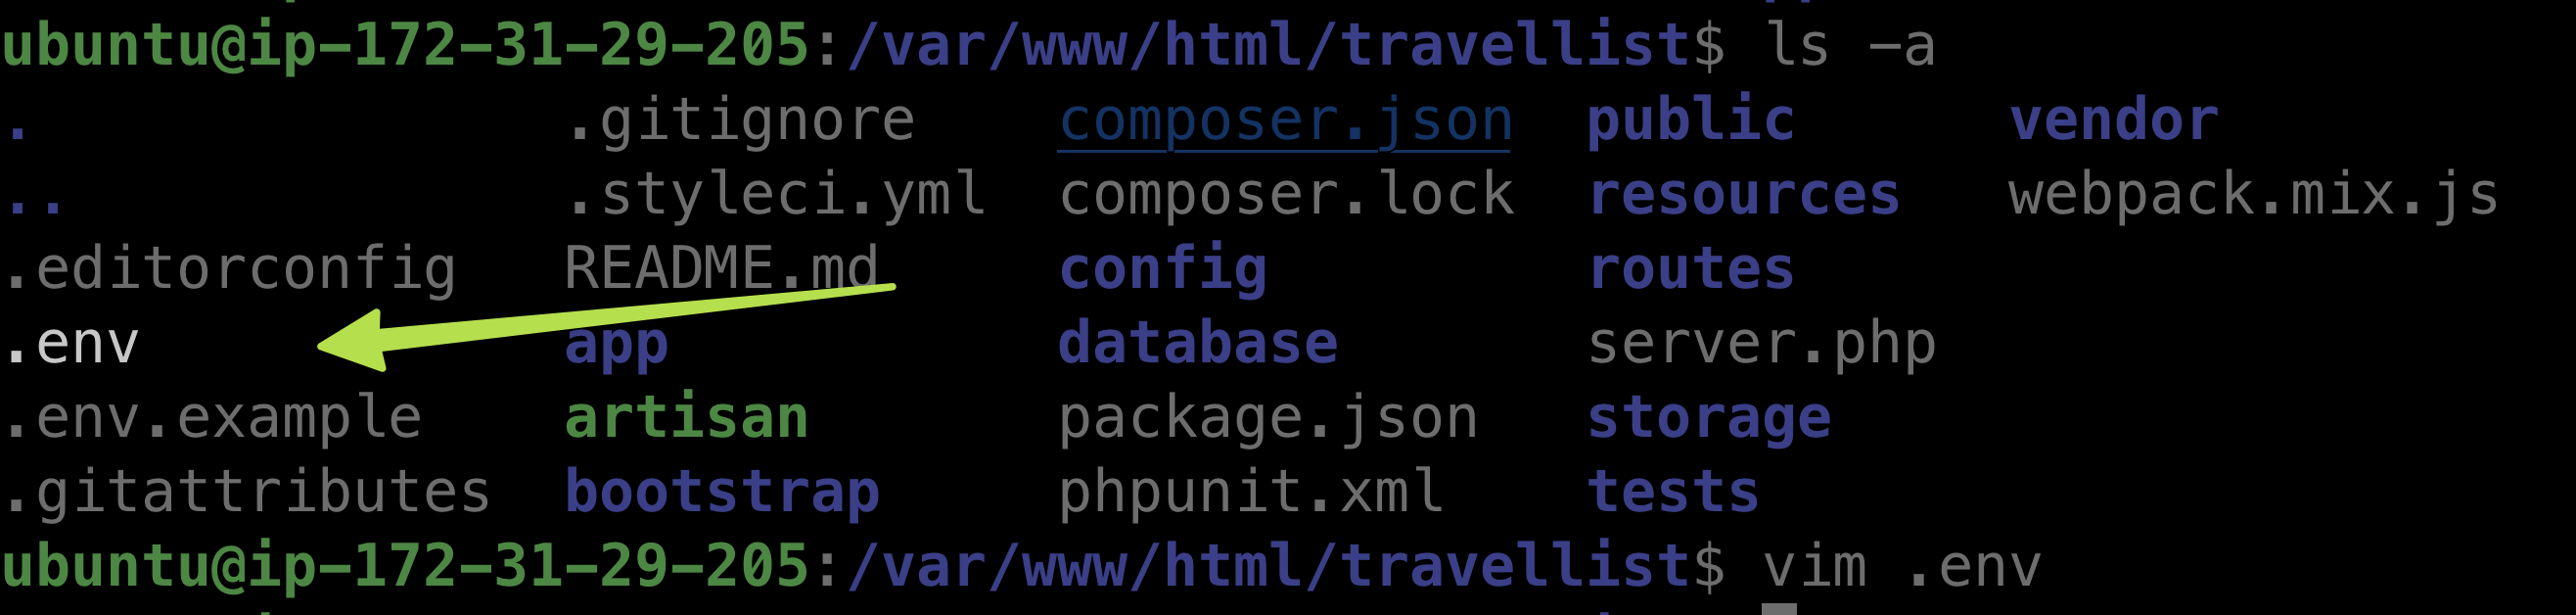 ubuntu@ip-172-31-29-205:/var/www/html/travellist$ ls -a
. .gitignore composer.json public vendor
.. .styleci.yml composer.lock resources webpack.mix.js
.editorconfig README.md config routes
.env app database server.php
.env.example artisan package.json storage
.gitattributes bootstrap phpunit.xml tests
ubuntu@ip-172-31-29-205:/var/www/html/travellist$ vim .env